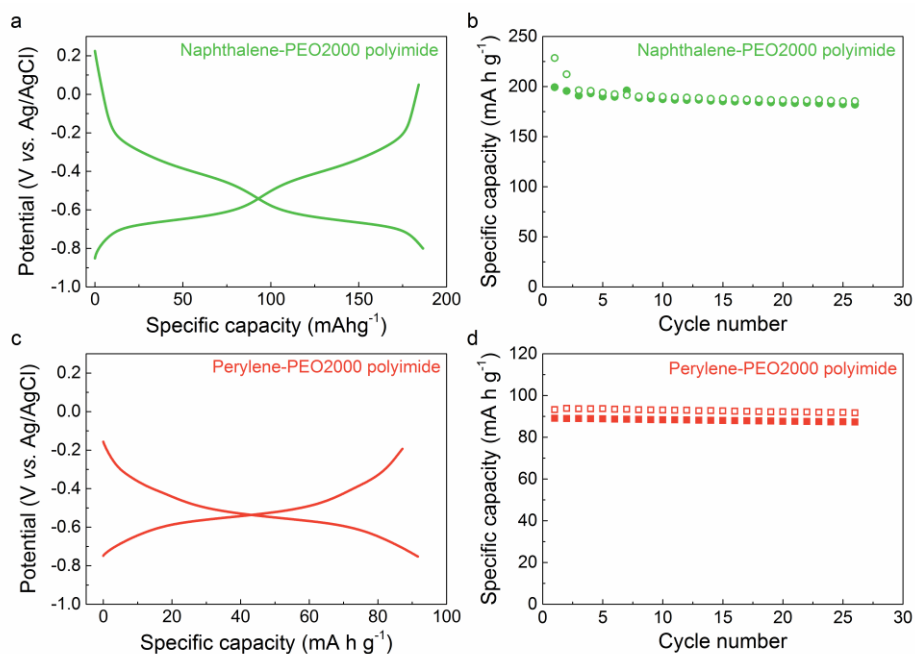 a
Naphthalene-PEO2000 polyimide
0.2
0.0
-0.2
-0.4
-0.6
-0.8
-1.0
Potential (V vs. Ag/AgCl)
0 50 100 150 200
Specific capacity (mAhg⁻¹)
b
Naphthalene-PEO2000 polyimide
250
200
150
100
50
0
Specific capacity (mA h g⁻¹)
0 5 10 15 20 25 30
Cycle number
c
Perylene-PEO2000 polyimide
0.2
0.0
-0.2
-0.4
-0.6
-0.8
-1.0
Potential (V vs. Ag/AgCl)
0 20 40 60 80 100
Specific capacity (mA h g⁻¹)
d
Perylene-PEO2000 polyimide
120
100
80
60
40
20
0
Specific capacity (mA h g⁻¹)
0 5 10 15 20 25 30
Cycle number